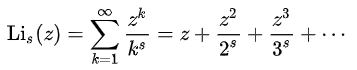 Li_s(z) = \sum_{k=1}^{\infty} \frac{z^k}{k^s} = z + \frac{z^2}{2^s} + \frac{z^3}{3^s} + \cdots